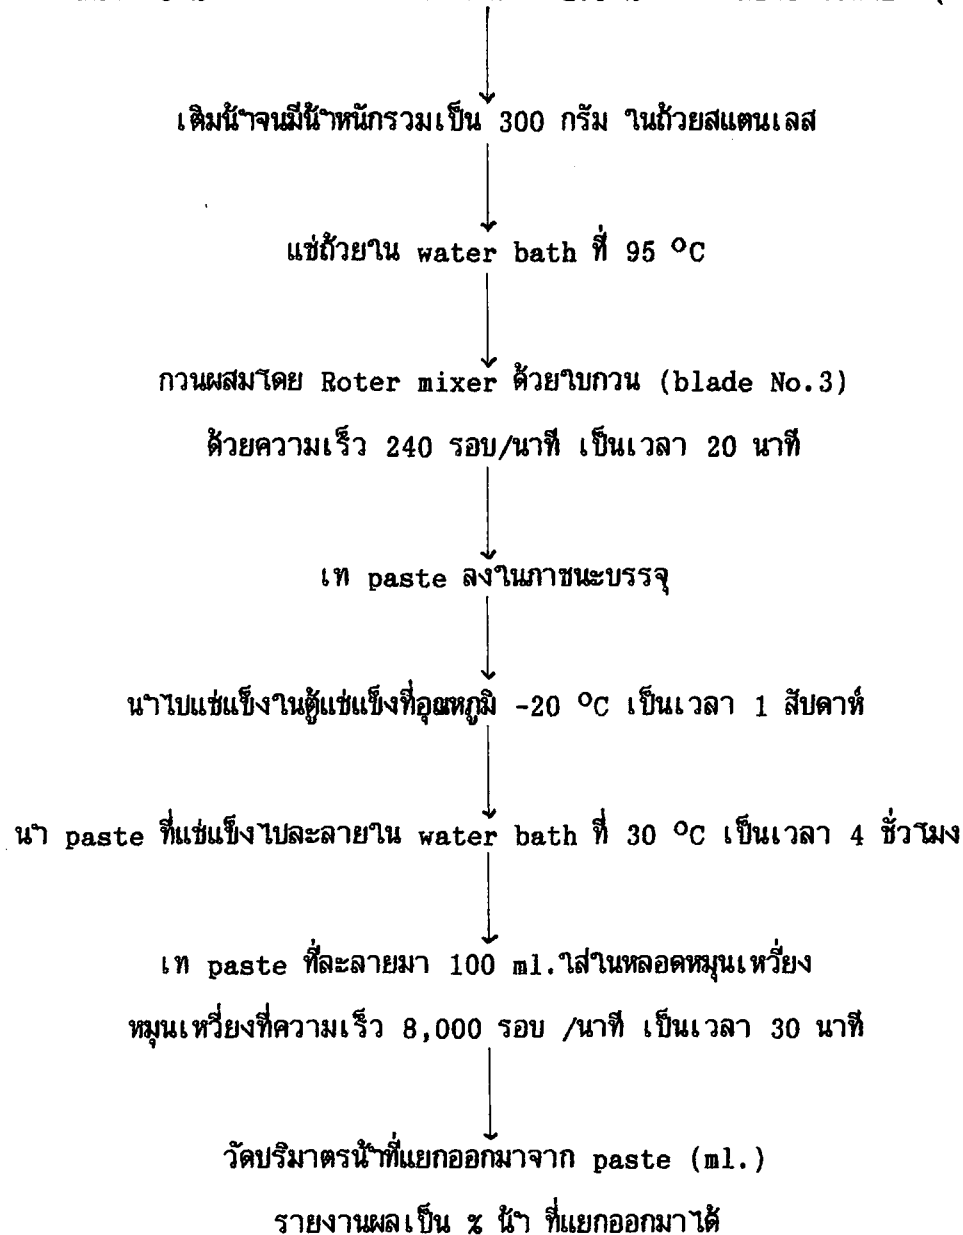 เติมน้ำจนมีน้ำหนักรวมเป็น 300 กรัม ในถ้วยสแตนเลส
แช่ถ้วยใน water bath ที่ 95 °C
กวนผสมโดย Roter mixer ด้วยใบกวน (blade No.3)
ด้วยความเร็ว 240 รอบ/นาที เป็นเวลา 20 นาที
เท paste ลงในภาชนะบรรจุ
นำไปแช่แข็งในตู้แช่แข็งที่อุณหภูมิ -20 °C เป็นเวลา 1 สัปดาห์
นำ paste ที่แช่แข็งไปละลายใน water bath ที่ 30 °C เป็นเวลา 4 ชั่วโมง
เท paste ที่ละลายมา 100 ml.ใส่ในหลอดหมุนเหวี่ยง
หมุนเหวี่ยงที่ความเร็ว 8,000 รอบ /นาที เป็นเวลา 30 นาที
วัดปริมาตรน้ำที่แยกออกมาจาก paste (ml.)
รายงานผลเป็น % น้ำ ที่แยกออกมาได้